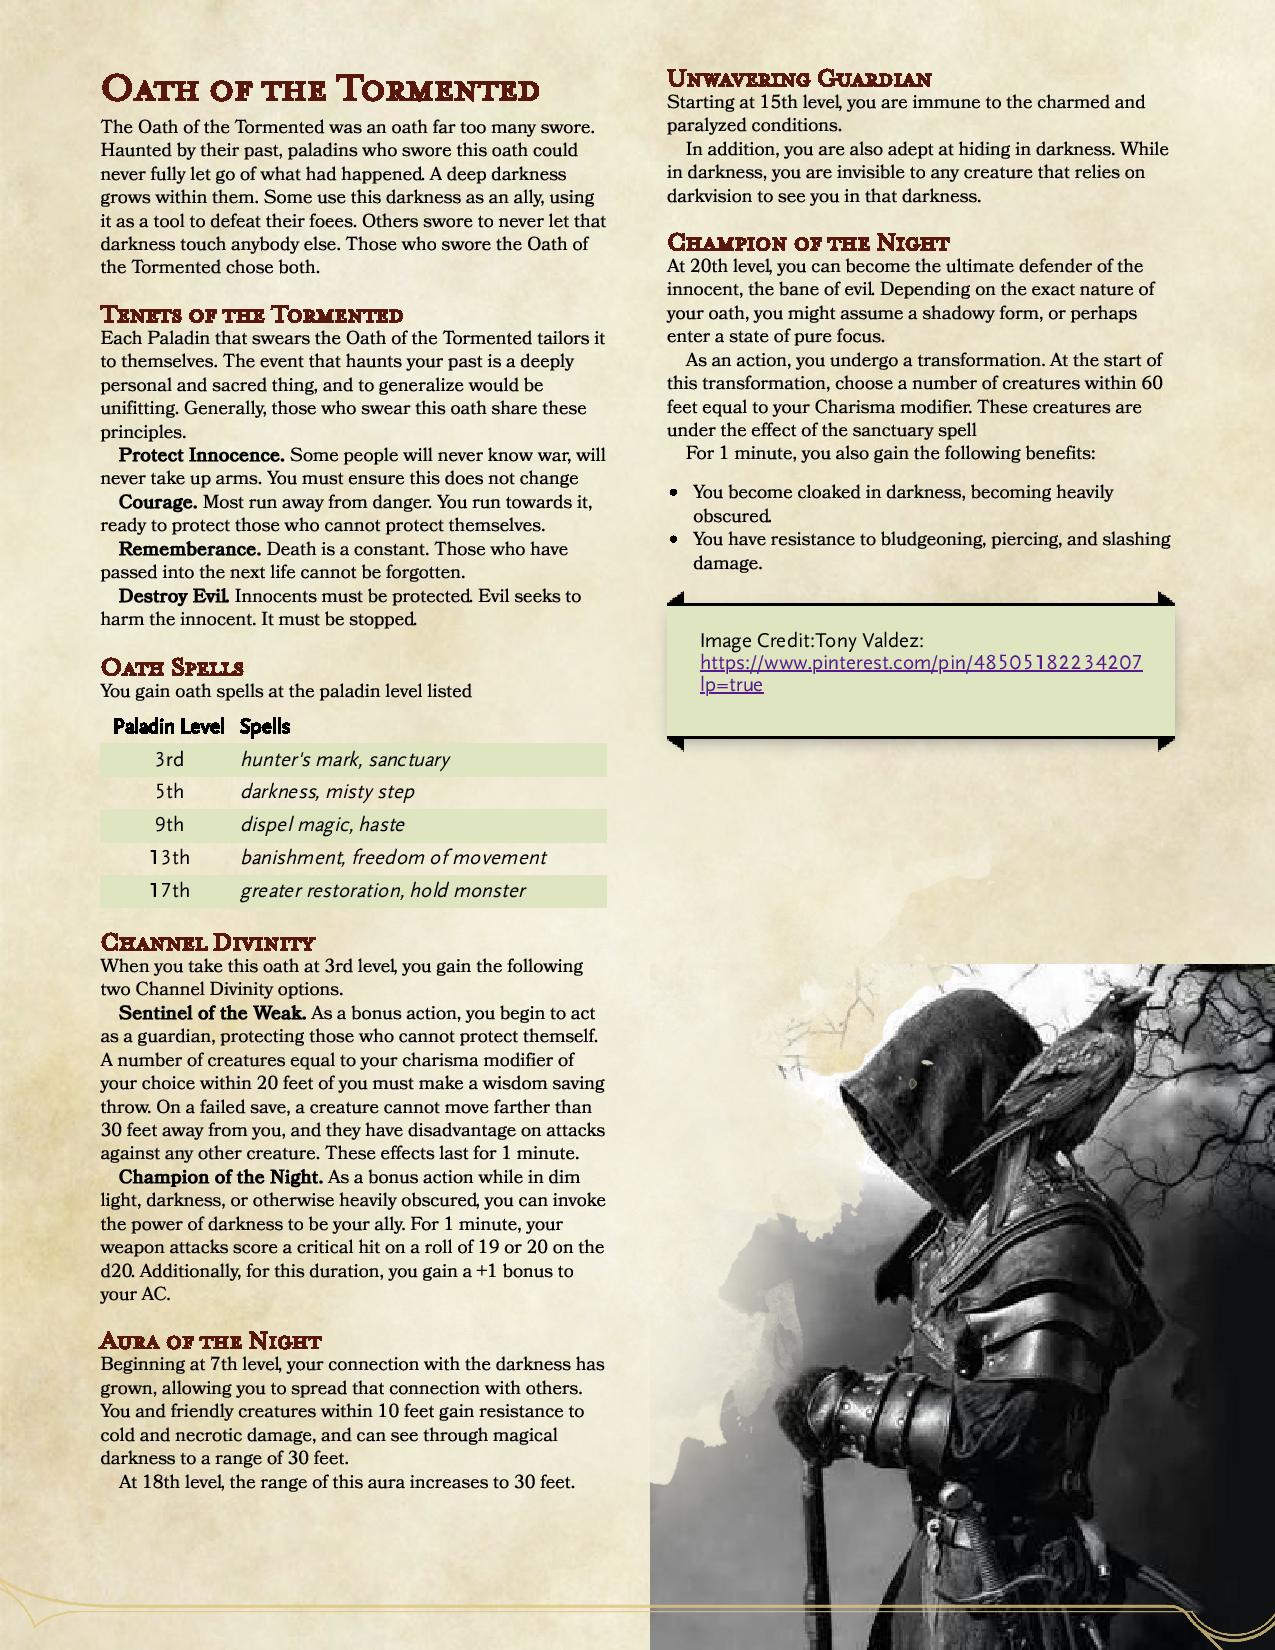 Oath of the Tormented
The Oath of the Tormented was an oath far too many swore.
Haunted by their past, paladins who swore this oath could
never fully let go of what had happened. A deep darkness
grows within them. Some use this darkness as an ally, using
it as a tool to defeat their foees. Others swore to never let that
darkness touch anybody else. Those who swore the Oath of
the Tormented chose both.
Tenets of the Tormented
Each Paladin that swears the Oath of the Tormented tailors it
to themselves. The event that haunts your past is a deeply
personal and sacred thing, and to generalize would be
unifitting. Generally, those who swear this oath share these
principles.
Protect Innocence. Some people will never know war, will
never take up arms. You must ensure this does not change
Courage. Most run away from danger. You run towards it,
ready to protect those who cannot protect themselves.
Rememberance. Death is a constant. Those who have
passed into the next life cannot be forgotten.
Destroy Evil. Innocents must be protected. Evil seeks to
harm the innocent. It must be stopped.
Oath Spells
You gain oath spells at the paladin level listed
Paladin Level Spells
3rd hunter's mark, sanctuary
5th darkness, misty step
9th dispel magic, haste
13th banishment, freedom of movement
17th greater restoration, hold monster
Channel Divinity
When you take this oath at 3rd level, you gain the following
two Channel Divinity options.
Sentinel of the Weak. As a bonus action, you begin to act
as a guardian, protecting those who cannot protect themself.
A number of creatures equal to your charisma modifier of
your choice within 20 feet of you must make a wisdom saving
throw. On a failed save, a creature cannot move farther than
30 feet away from you, and they have disadvantage on attacks
against any other creature. These effects last for 1 minute.
Champion of the Night. As a bonus action while in dim
light, darkness, or otherwise heavily obscured, you can invoke
the power of darkness to be your ally. For 1 minute, your
weapon attacks score a critical hit on a roll of 19 or 20 on the
d20. Additionally, for this duration, you gain a +1 bonus to
your AC.
Aura of the Night
Beginning at 7th level, your connection with the darkness has
grown, allowing you to spread that connection with others.
You and friendly creatures within 10 feet gain resistance to
cold and necrotic damage, and can see through magical
darkness to a range of 30 feet.
At 18th level, the range of this aura increases to 30 feet.
Unwavering Guardian
Starting at 15th level, you are immune to the charmed and
paralyzed conditions.
In addition, you are also adept at hiding in darkness. While
in darkness, you are invisible to any creature that relies on
darkvision to see you in that darkness.
Champion of the Night
At 20th level, you can become the ultimate defender of the
innocent, the bane of evil. Depending on the exact nature of
your oath, you might assume a shadowy form, or perhaps
enter a state of pure focus.
As an action, you undergo a transformation. At the start of
this transformation, choose a number of creatures within 60
feet equal to your Charisma modifier. These creatures are
under the effect of the sanctuary spell
For 1 minute, you also gain the following benefits:
• You become cloaked in darkness, becoming heavily
obscured.
• You have resistance to bludgeoning, piercing, and slashing
damage.
Image Credit:Tony Valdez:
https://www.pinterest.com/pin/48505182234207
lp=true